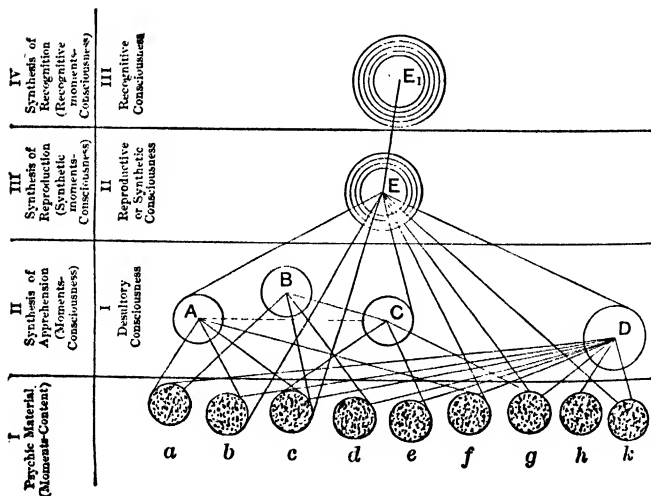 IV
Synthesis of
Recognition
(Recognitive
moments-
Consciousness)
III
Recognitive
Consciousness
E1
III
Synthesis of
Reproduction
(Synthetic
moments-
Consciousness)
II
Reproductive
or Synthetic
Consciousness
E
II
Synthesis of
Apprehension
(Moments-
Consciousness)
I
Desultory
Consciousness
A
B
C
D
I
Psychic Material
(Moments-Content)
a b c d e f g h k